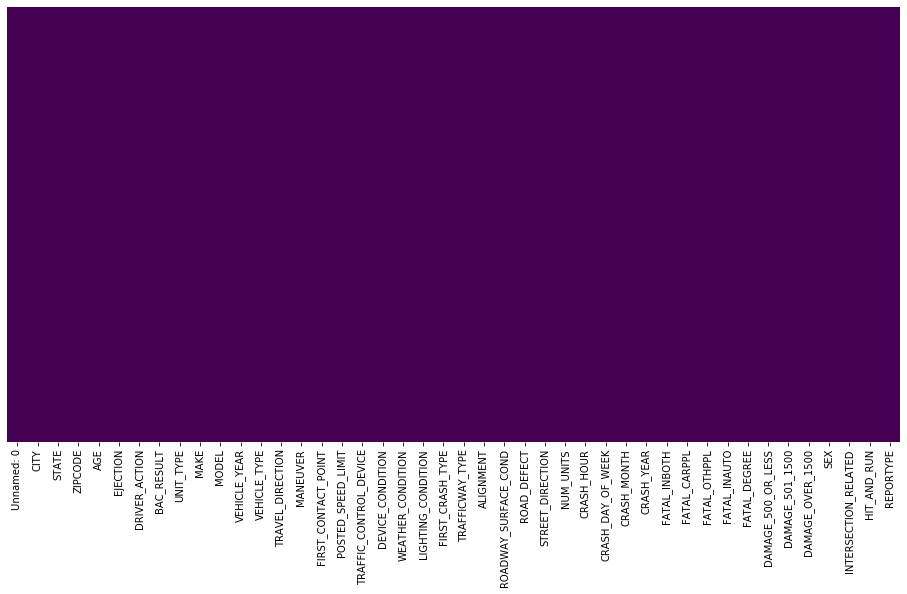 Unnamed: 0
CITY
STATE
ZIPCODE
AGE
EJECTION
DRIVER_ACTION
BAC_RESULT
UNIT_TYPE
MAKE
MODEL
VEHICLE_YEAR
VEHICLE_TYPE
TRAVEL_DIRECTION
MANEUVER
FIRST_CONTACT_POINT
POSTED_SPEED_LIMIT
TRAFFIC_CONTROL_DEVICE
DEVICE_CONDITION
WEATHER_CONDITION
LIGHTING_CONDITION
FIRST_CRASH_TYPE
TRAFFICWAY_TYPE
ALIGNMENT
ROADWAY_SURFACE_COND
ROAD_DEFECT
STREET_DIRECTION
NUM_UNITS
CRASH_HOUR
CRASH_DAY_OF_WEEK
CRASH_MONTH
CRASH_YEAR
FATAL_INBOTH
FATAL_CARPPL
FATAL_OTHPPL
FATAL_INAUTO
FATAL_DEGREE
DAMAGE_500_OR_LESS
DAMAGE_501_1500
DAMAGE_OVER_1500
SEX
INTERSECTION_RELATED
HIT_AND_RUN
REPORTYPE